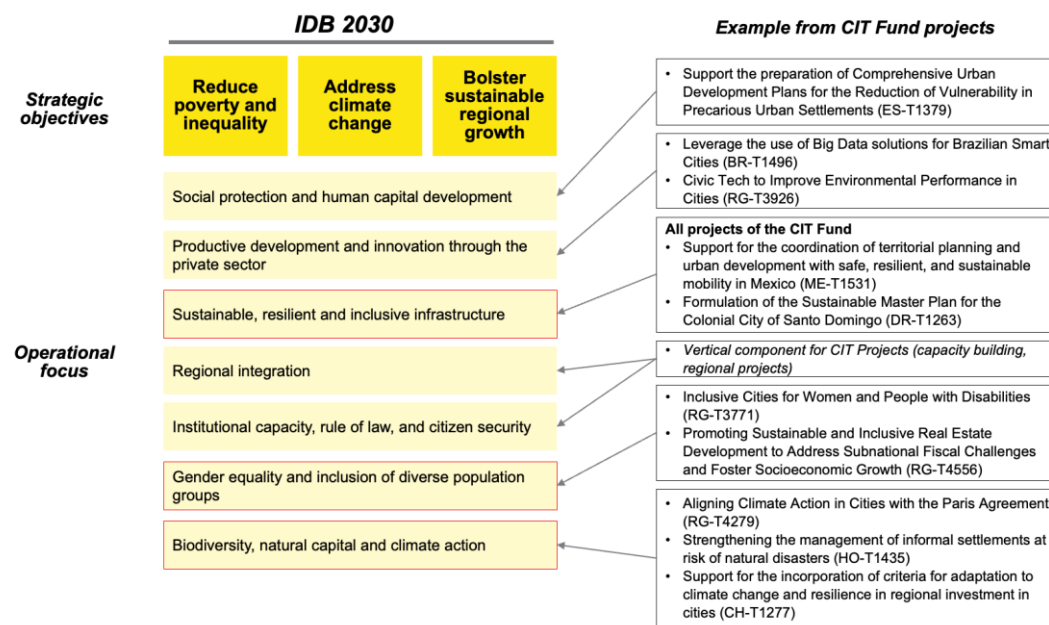 IDB 2030
Example from CIT Fund projects
Strategic
objectives
Reduce
poverty and
inequality
Address
climate
change
Bolster
sustainable
regional
growth
Operational
focus
Social protection and human capital development
Productive development and innovation through the
private sector
Sustainable, resilient and inclusive infrastructure
Regional integration
Institutional capacity, rule of law, and citizen security
Gender equality and inclusion of diverse population
groups
Biodiversity, natural capital and climate action
• Support the preparation of Comprehensive Urban
Development Plans for the Reduction of Vulnerability in
Precarious Urban Settlements (ES-T1379)
• Leverage the use of Big Data solutions for Brazilian Smart
Cities (BR-T1496)
• Civic Tech to Improve Environmental Performance in
Cities (RG-T3926)
All projects of the CIT Fund
• Support for the coordination of territorial planning and
urban development with safe, resilient, and sustainable
mobility in Mexico (ME-T1531)
• Formulation of the Sustainable Master Plan for the
Colonial City of Santo Domingo (DR-T1263)
• Vertical component for CIT Projects (capacity building,
regional projects)
• Inclusive Cities for Women and People with Disabilities
(RG-T3771)
• Promoting Sustainable and Inclusive Real Estate
Development to Address Subnational Fiscal Challenges
and Foster Socioeconomic Growth (RG-T4556)
• Aligning Climate Action in Cities with the Paris Agreement
(RG-T4279)
• Strengthening the management of informal settlements at
risk of natural disasters (HO-T1435)
• Support for the incorporation of criteria for adaptation to
climate change and resilience in regional investment in
cities (CH-T1277)